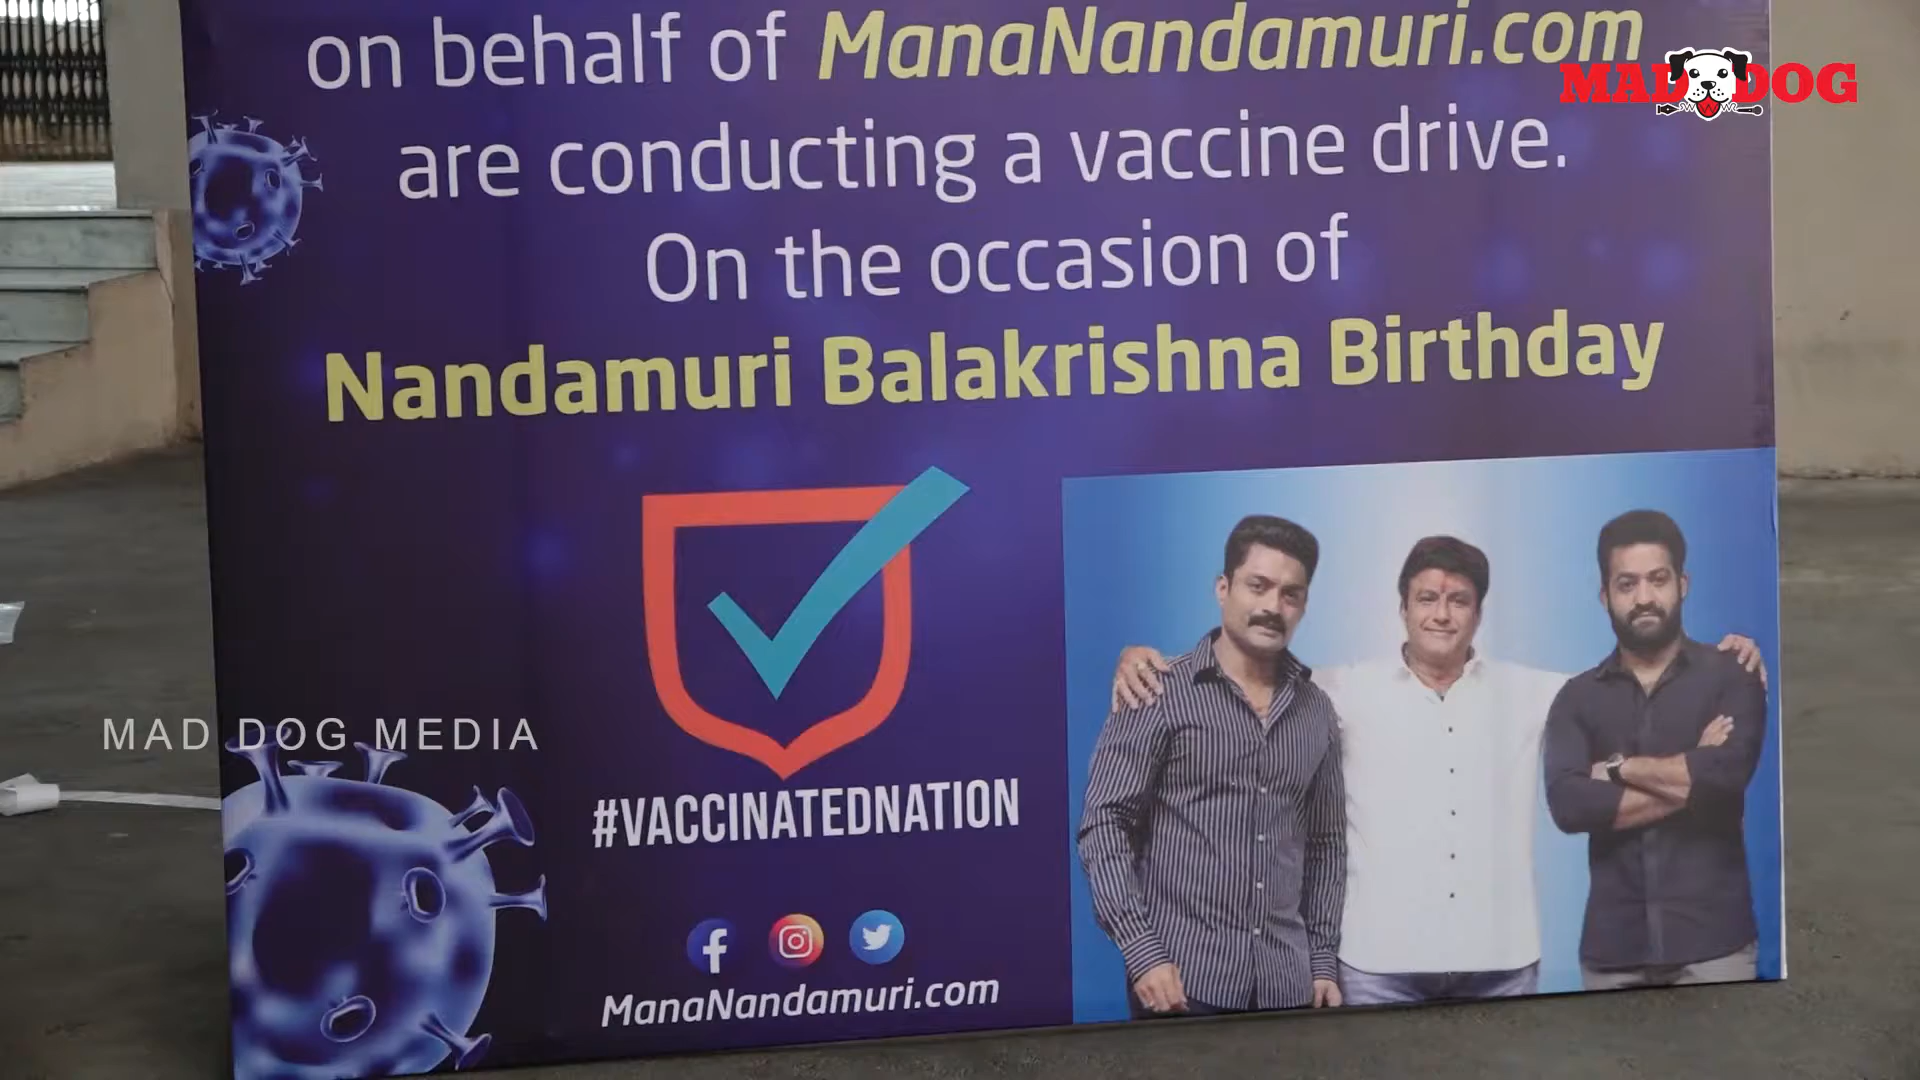 on behalf of ManaNandamuri.com
MAD DOG
are conducting a vaccine drive.
On the occasion of
Nandamuri Balakrishna Birthday
MAD DOG MEDIA
#VACCINATEDNATION
ManaNandamuri.com